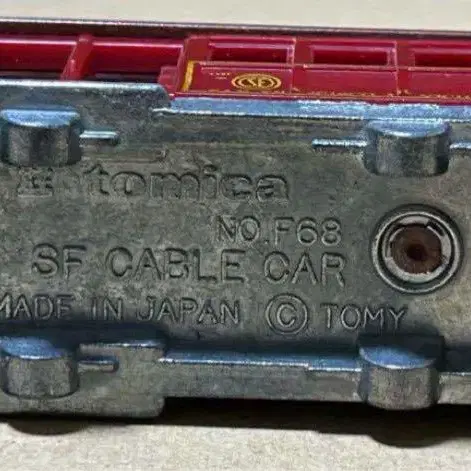 tomica
NO.F68
SF CABLE CAR
MADE IN JAPAN © TOMY